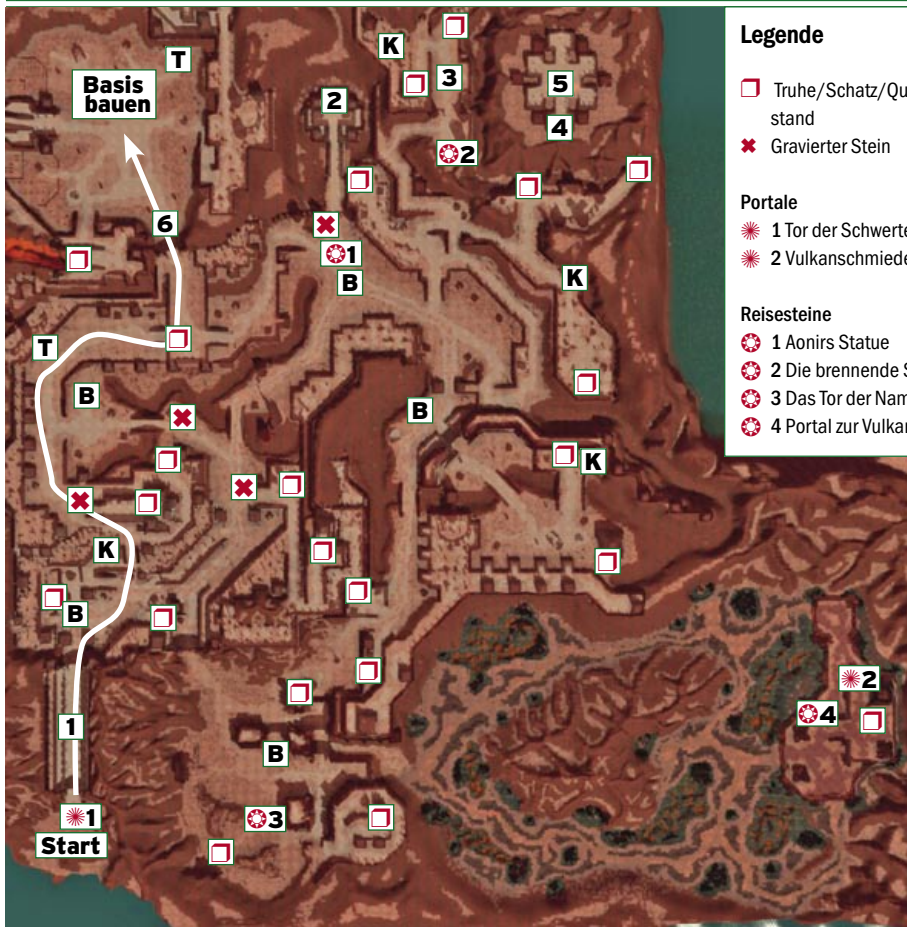 K
T
3
Basis
bauen
2
5
4
2
6
1
B
K
T
B
B
K
K
B
1
2
4
B
1
3
Start
Legende
Truhe/Schatz/Qu
stand
Gravierter Stein
Portale
1 Tor der Schwerte
2 Vulkanschmiede
Reisesteine
1 Aonirs Statue
2 Die brennende S
3 Das Tor der Nam
4 Portal zur Vulkan